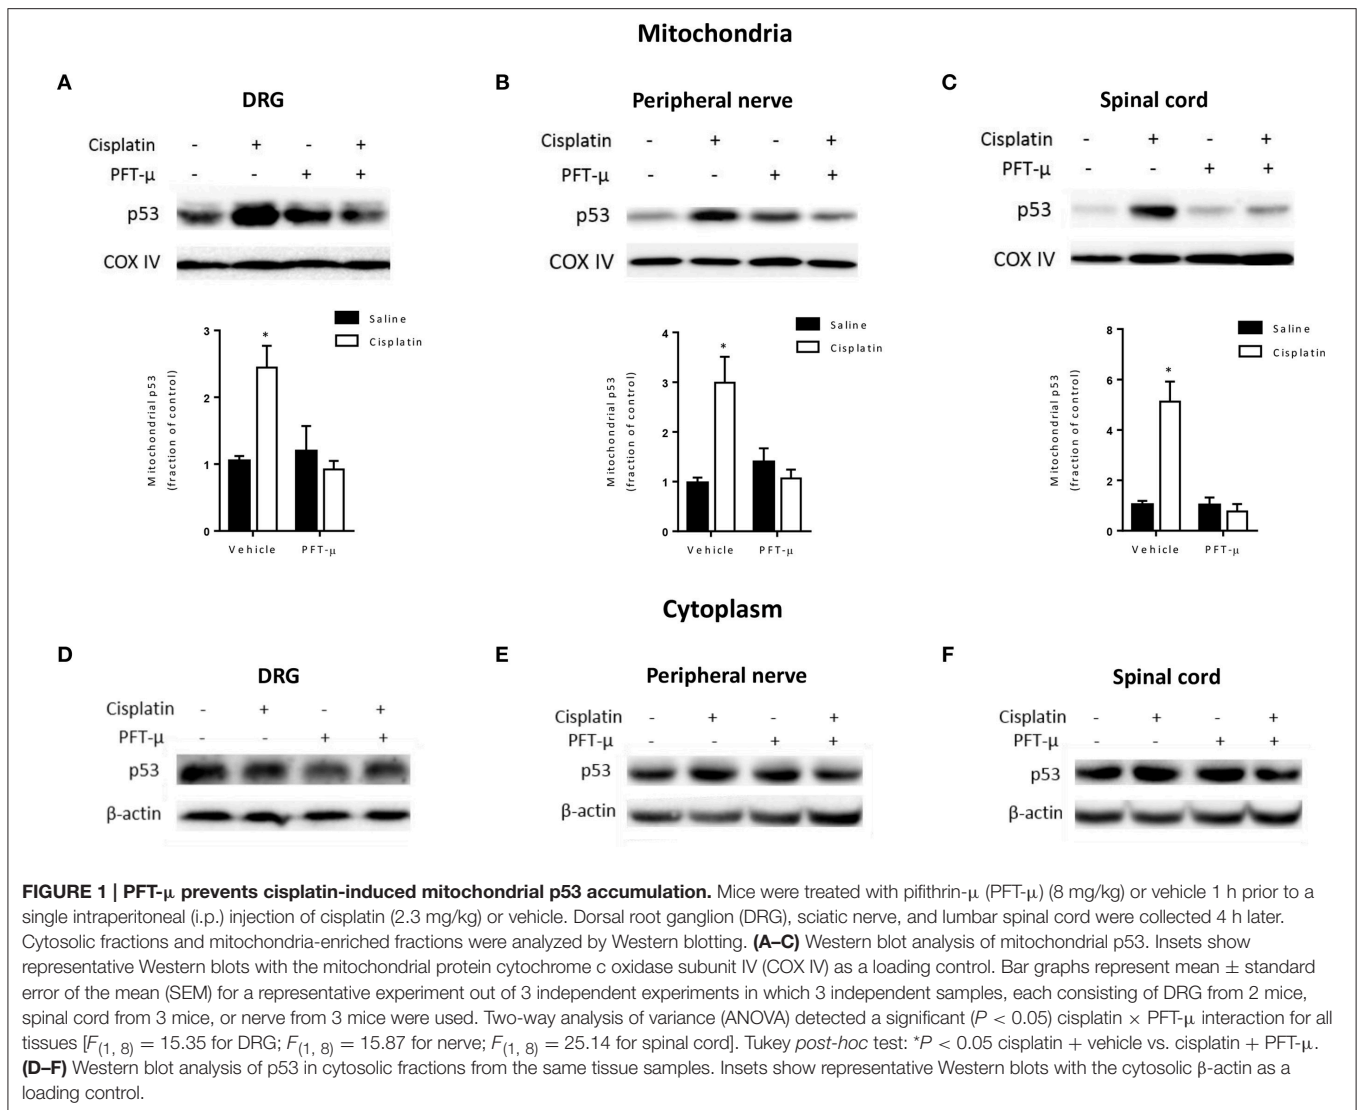 Mitochondria
A
DRG
Cisplatin - + - +
PFT-μ - - + +
p53
COX IV
Saline
Cisplatin
Mitochondrial p53
(fraction of control)
3
2
1
0
*
Vehicle PFT-μ
B
Peripheral nerve
Cisplatin - + - +
PFT-μ - - + +
p53
COX IV
Saline
Cisplatin
Mitochondrial p53
(fraction of control)
4
3
2
1
0
*
Vehicle PFT-μ
C
Spinal cord
Cisplatin - + - +
PFT-μ - - + +
p53
COX IV
Saline
Cisplatin
Mitochondrial p53
(fraction of control)
8
6
4
2
0
*
Vehicle PFT-μ
Cytoplasm
D
DRG
Cisplatin - + - +
PFT-μ - - + +
p53
β-actin
E
Peripheral nerve
Cisplatin - + - +
PFT-μ - - + +
p53
β-actin
F
Spinal cord
Cisplatin - + - +
PFT-μ - - + +
p53
β-actin
FIGURE 1 | PFT-μ prevents cisplatin-induced mitochondrial p53 accumulation. Mice were treated with pifithrin-μ (PFT-μ) (8 mg/kg) or vehicle 1 h prior to a
single intraperitoneal (i.p.) injection of cisplatin (2.3 mg/kg) or vehicle. Dorsal root ganglion (DRG), sciatic nerve, and lumbar spinal cord were collected 4 h later.
Cytosolic fractions and mitochondria-enriched fractions were analyzed by Western blotting. (A–C) Western blot analysis of mitochondrial p53. Insets show
representative Western blots with the mitochondrial protein cytochrome c oxidase subunit IV (COX IV) as a loading control. Bar graphs represent mean ± standard
error of the mean (SEM) for a representative experiment out of 3 independent experiments in which 3 independent samples, each consisting of DRG from 2 mice,
spinal cord from 3 mice, or nerve from 3 mice were used. Two-way analysis of variance (ANOVA) detected a significant (P < 0.05) cisplatin × PFT-μ interaction for all
tissues [F(1, 8) = 15.35 for DRG; F(1, 8) = 15.87 for nerve; F(1, 8) = 25.14 for spinal cord]. Tukey post-hoc test: *P < 0.05 cisplatin + vehicle vs. cisplatin + PFT-μ.
(D–F) Western blot analysis of p53 in cytosolic fractions from the same tissue samples. Insets show representative Western blots with the cytosolic β-actin as a
loading control.